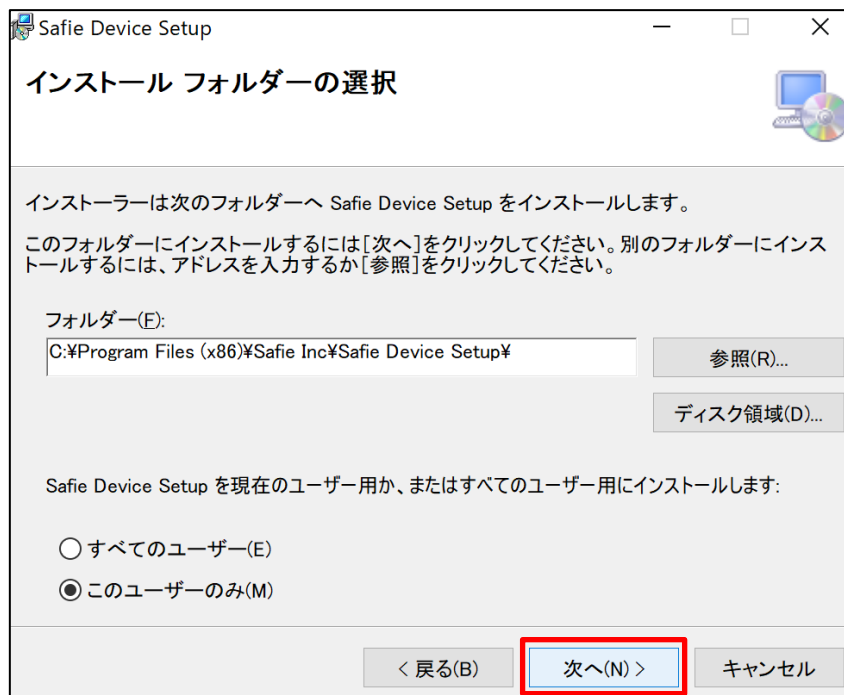 Safie Device Setup
インストール フォルダーの選択
インストーラーは次のフォルダーへ Safie Device Setup をインストールします。
このフォルダーにインストールするには[次へ]をクリックしてください。別のフォルダーにインス
トールするには、アドレスを入力するか[参照]をクリックしてください。
フォルダー(F):
C:¥Program Files (x86)¥Safie Inc¥Safie Device Setup¥
参照(R)...
ディスク領域(D)...
Safie Device Setup を現在のユーザー用か、またはすべてのユーザー用にインストールします:
すべてのユーザー(E)
このユーザーのみ(M)
< 戻る(B) 次へ(N) > キャンセル